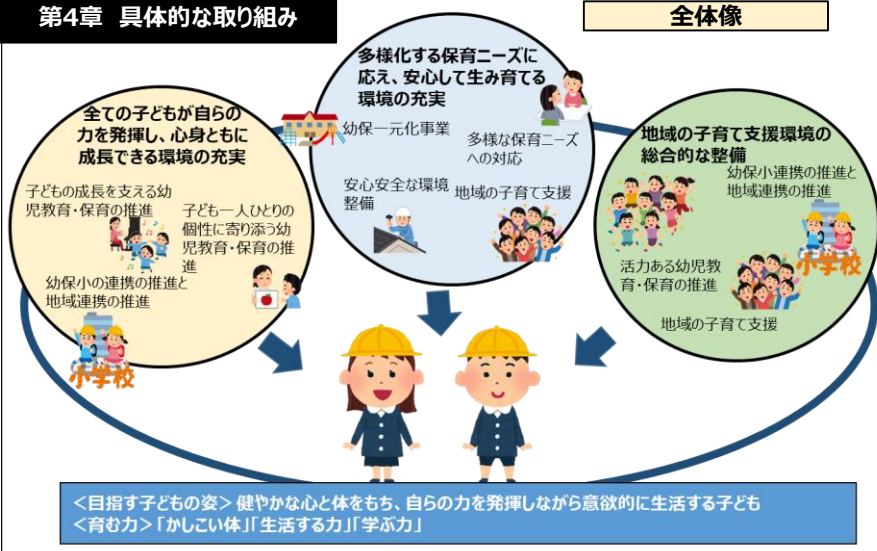 第4章 具体的な取り組み
全体像
全ての子どもが自らの
力を発揮し、心身ともに
成長できる環境の充実
子どもの成長を支える幼
児教育・保育の推進
子ども一人ひとりの
個性に寄り添う幼
児教育・保育の推
進
幼保小の連携の推進と
地域連携の推進
小学校
多様化する保育ニーズに
応え、安心して生み育てる
環境の充実
幼保一元化事業
多様な保育ニーズ
への対応
安心安全な環境
整備
地域の子育て支援
地域の子育て支援環境の
総合的な整備
幼保小連携の推進と
地域連携の推進
小学校
活力ある幼児教
育・保育の推進
地域の子育て支援
＜目指す子どもの姿＞ 健やかな心と体をもち、自らの力を発揮しながら意欲的に生活する子ども
＜育む力＞「かしこい体」「生活する力」「学ぶ力」